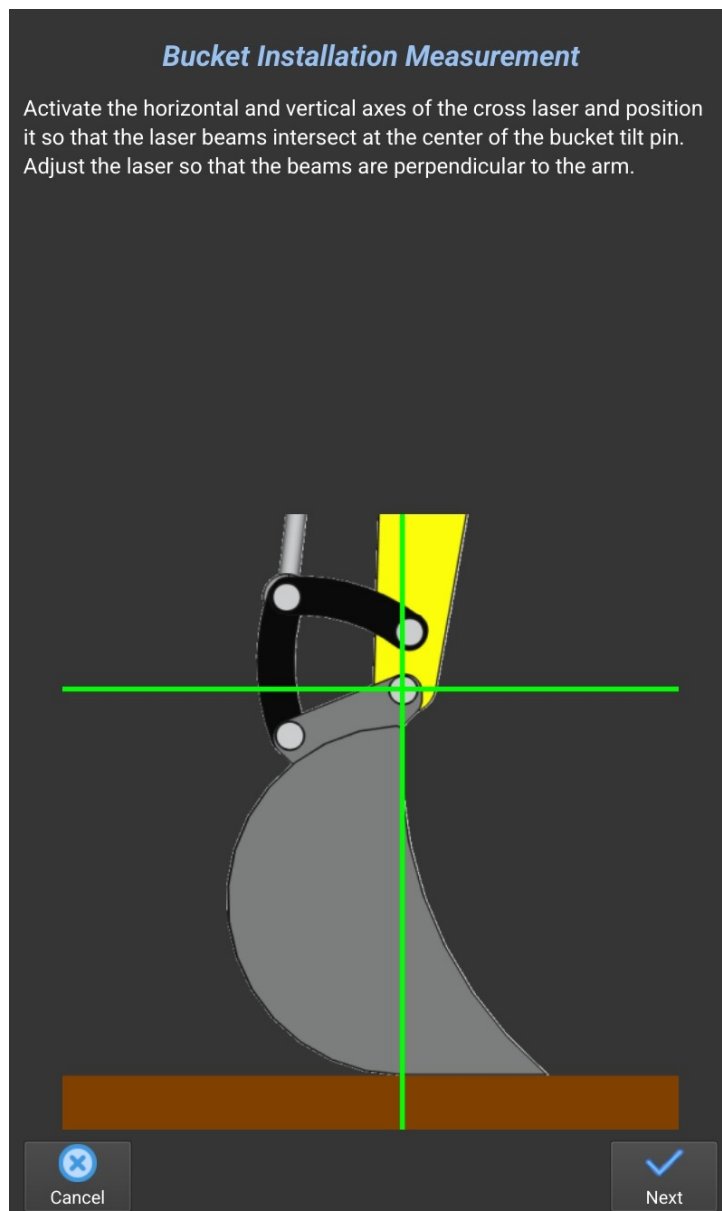 Bucket Installation Measurement
Activate the horizontal and vertical axes of the cross laser and position
it so that the laser beams intersect at the center of the bucket tilt pin.
Adjust the laser so that the beams are perpendicular to the arm.
Cancel
Next